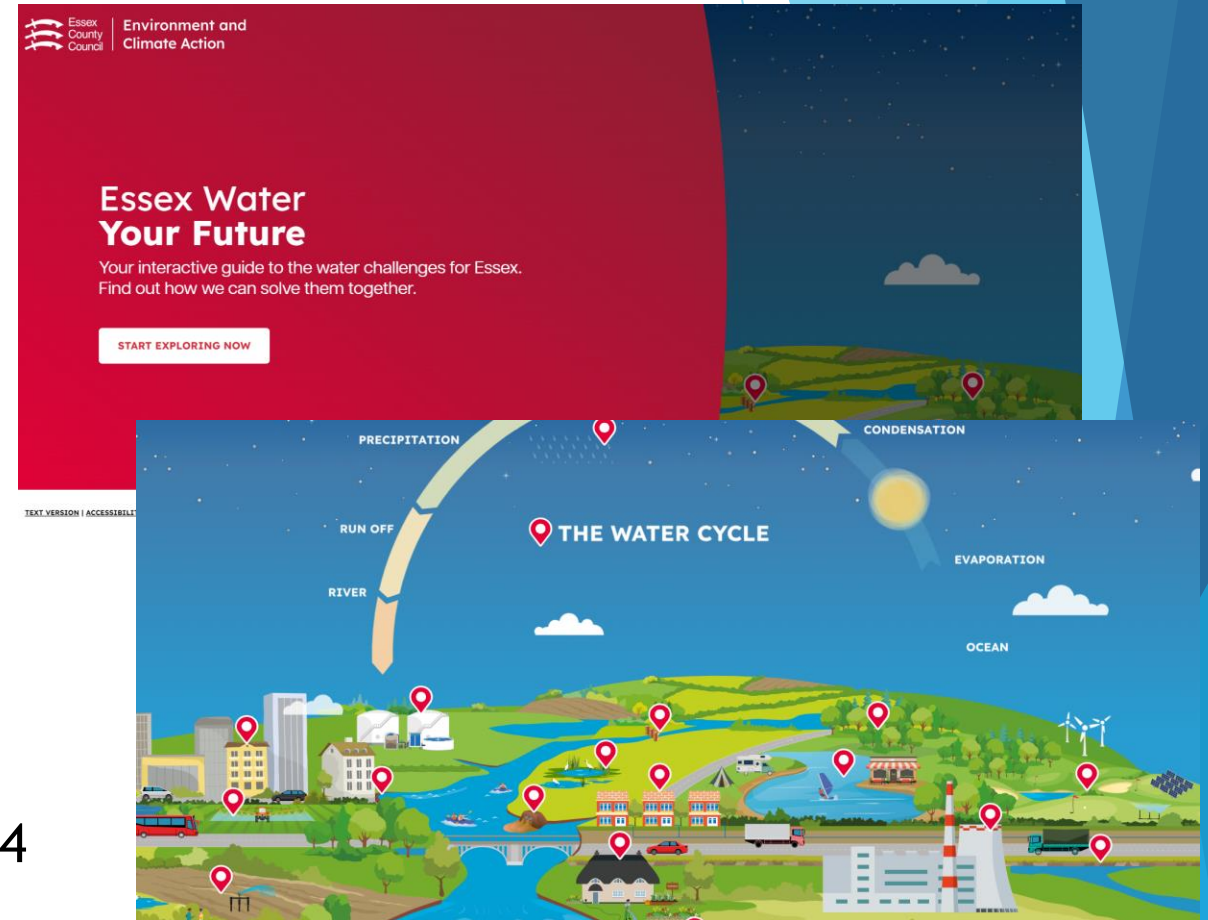 Essex
County
Council
Environment and
Climate Action
Essex Water
Your Future
Your interactive guide to the water challenges for Essex.
Find out how we can solve them together.
START EXPLORING NOW
TEXT VERSION |
PRECIPITATION
CONDENSATION
RUN OFF
THE WATER CYCLE
EVAPORATION
RIVER
OCEAN
4